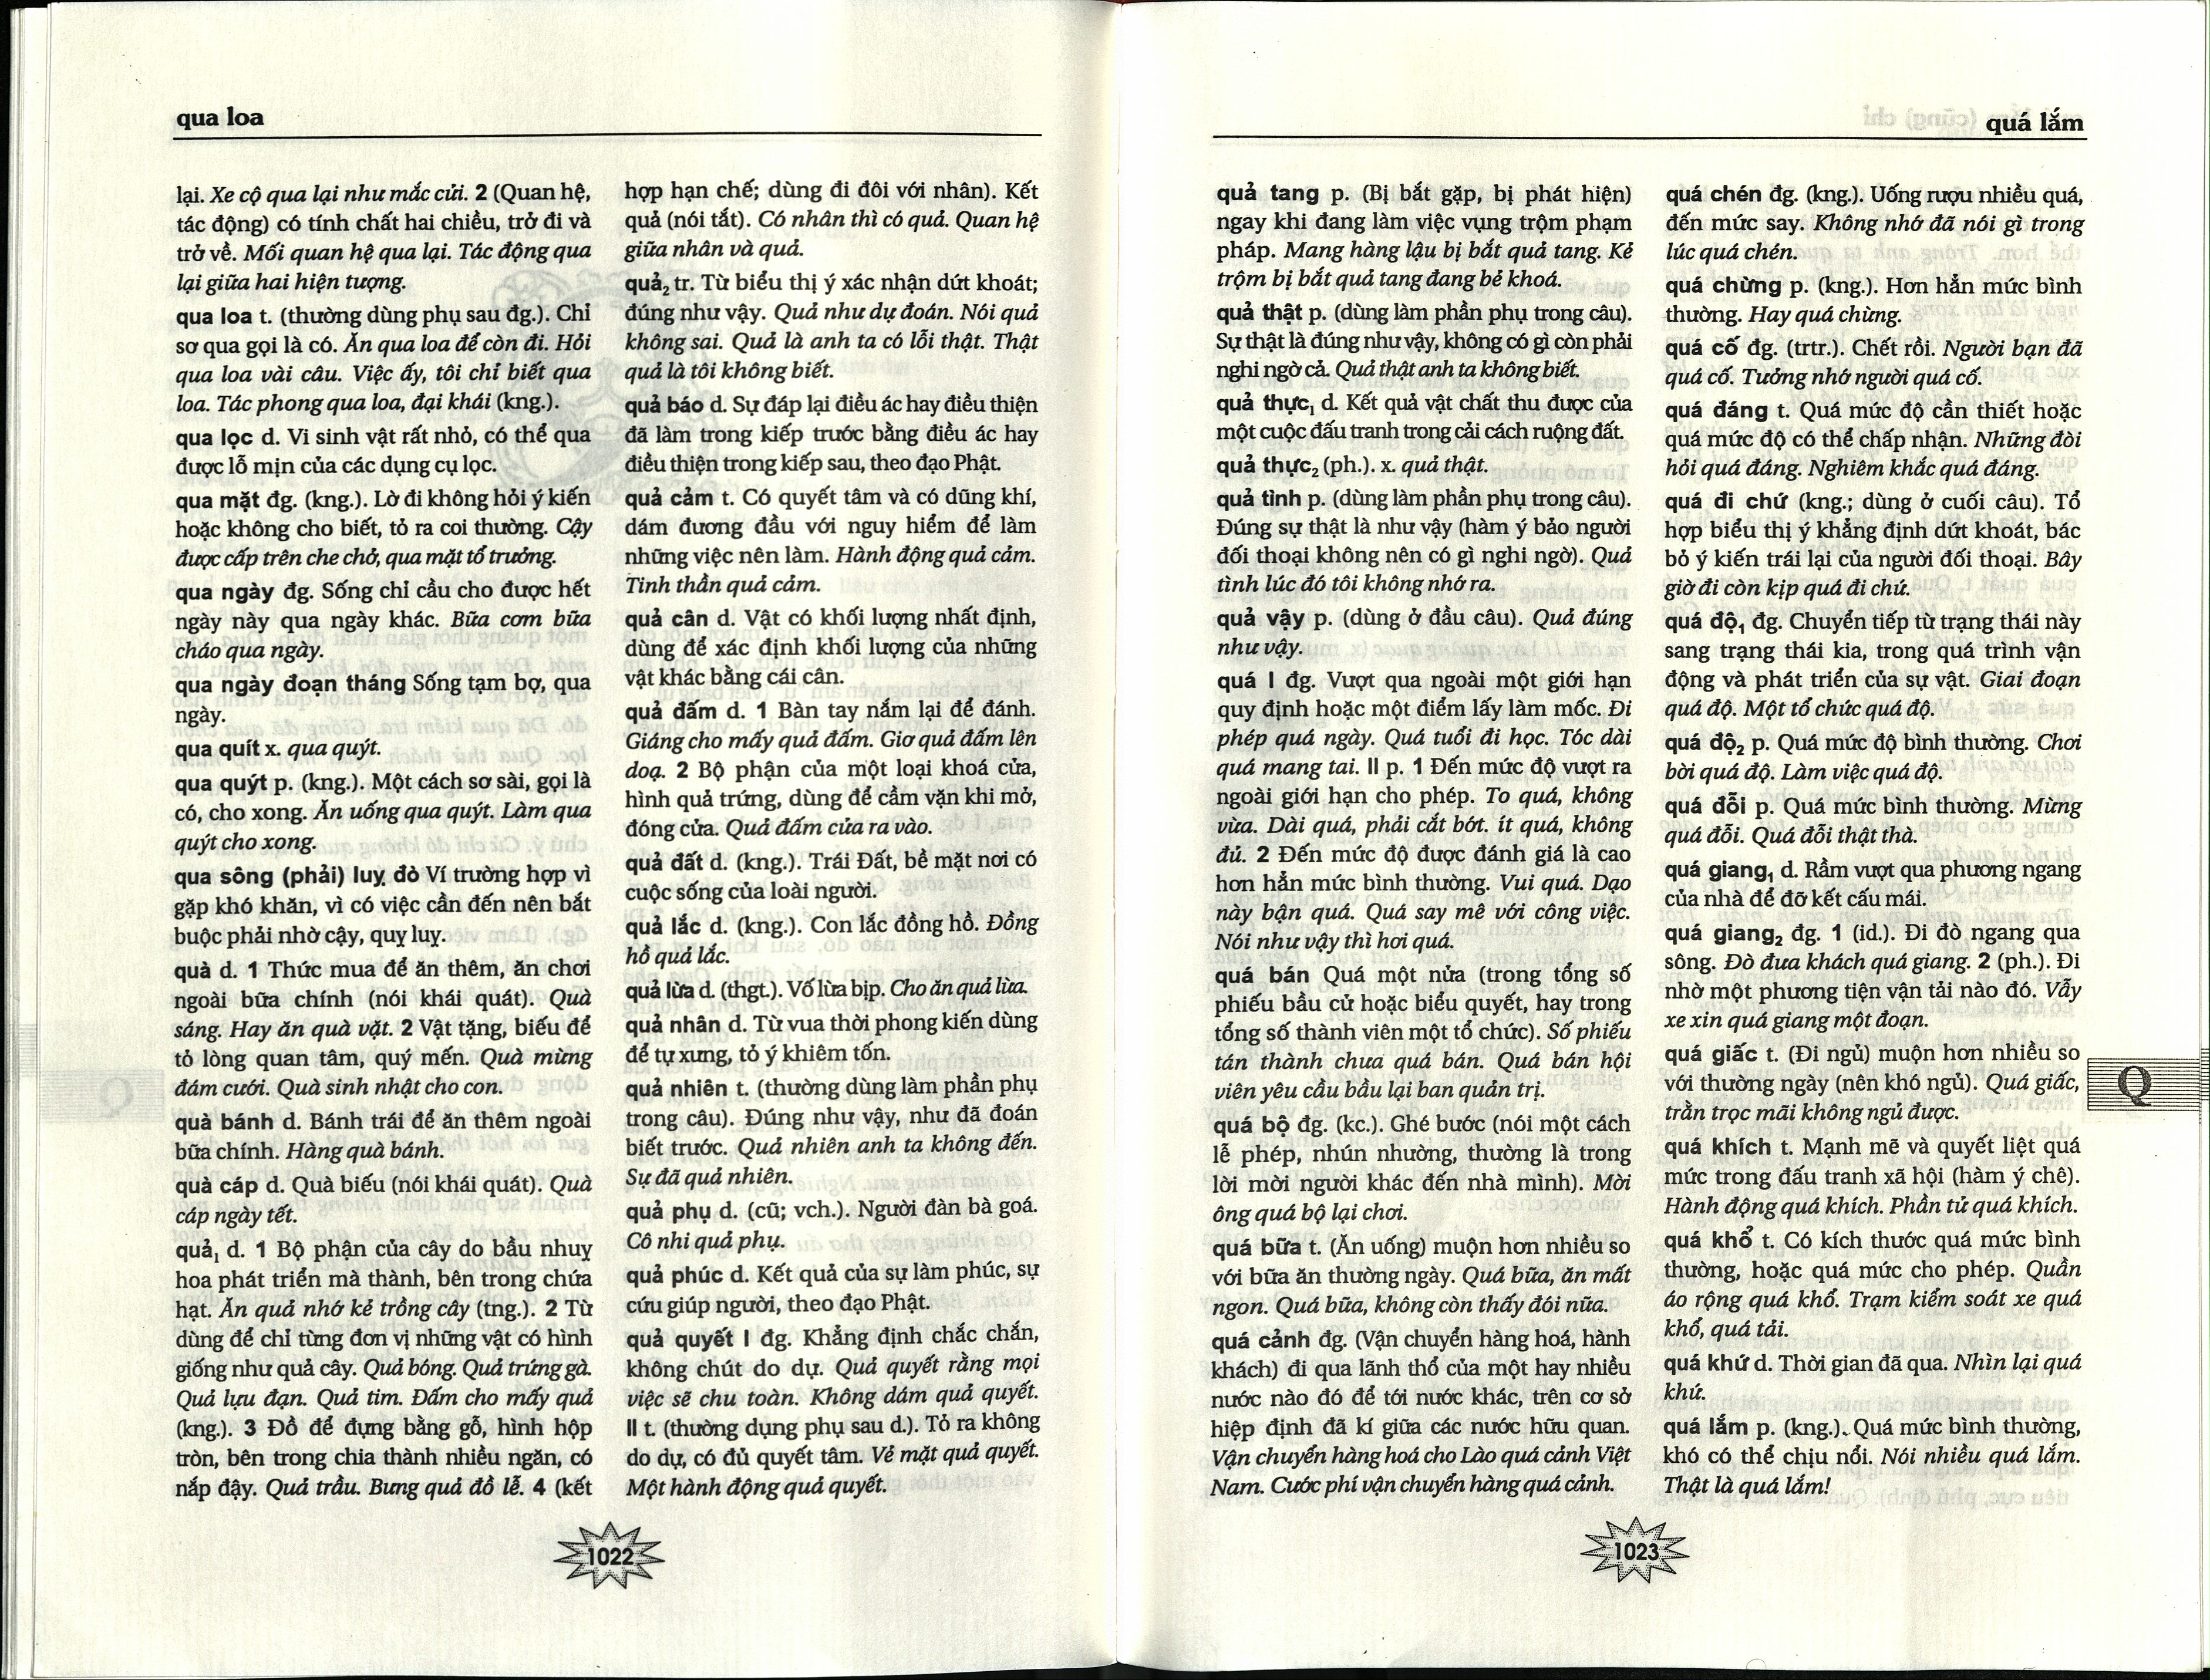 qua loa
lại. Xe cộ qua lại như mắc cửi. 2 (Quan hệ,
tác động) có tính chất hai chiều, trở đi và
trở về. Mối quan hệ qua lại. Tác động qua
lại giữa hai hiện tượng.
qua loa t. (thường dùng phụ sau đg.). Chỉ
sơ qua gọi là có. Ăn qua loa để còn đi. Hỏi
qua loa vài câu. Việc ấy, tôi chỉ biết qua
loa. Tác phong qua loa, đại khái (kng.).
qua lọc d. Vi sinh vật rất nhỏ, có thể qua
được lỗ mịn của các dụng cụ lọc.
qua mặt đg. (kng.). Lờ đi không hỏi ý kiến
hoặc không cho biết, tỏ ra coi thường. Cậy
được cấp trên che chở, qua mặt tổ trưởng.
qua ngày đg. Sống chỉ cầu cho được hết
ngày này qua ngày khác. Bữa cơm bữa
cháo qua ngày.
qua ngày đoạn tháng Sống tạm bợ, qua
ngày.
qua quít x. qua quýt.
qua quýt p. (kng.). Một cách sơ sài, gọi là
có, cho xong. Ăn uống qua quýt. Làm qua
quýt cho xong.
qua sông (phải) luỵ đò Ví trường hợp vì
gặp khó khăn, vì có việc cần đến nên bắt
buộc phải nhờ cậy, quỵ luỵ.
quà d. 1 Thức mua để ăn thêm, ăn chơi
ngoài bữa chính (nói khái quát). Quà
sáng. Hay ăn quà vặt. 2 Vật tặng, biếu để
tỏ lòng quan tâm, quý mến. Quà mừng
đám cưới. Quà sinh nhật cho con.
quà bánh d. Bánh trái để ăn thêm ngoài
bữa chính. Hàng quà bánh.
quà cáp d. Quà biếu (nói khái quát). Quà
cáp ngày tết.
quả₁ d. 1 Bộ phận của cây do bầu nhuỵ
hoa phát triển mà thành, bên trong chứa
hạt. Ăn quả nhớ kẻ trồng cây (tng.). 2 Từ
dùng để chỉ từng đơn vị những vật có hình
giống như quả cây. Quả bóng. Quả trứng gà.
Quả lựu đạn. Quả tim. Đấm cho mấy quả
(kng.). 3 Đồ để đựng bằng gỗ, hình hộp
tròn, bên trong chia thành nhiều ngăn, có
nắp đậy. Quả trầu. Bưng quả đồ lễ. 4 (kết
hợp hạn chế; dùng đi đôi với nhân). Kết
quả (nói tắt). Có nhân thì có quả. Quan hệ
giữa nhân và quả.
quả₂ tr. Từ biểu thị ý xác nhận dứt khoát;
đúng như vậy. Quả như dự đoán. Nói quả
không sai. Quả là anh ta có lỗi thật. Thật
quả là tôi không biết.
quả báo d. Sự đáp lại điều ác hay điều thiện
đã làm trong kiếp trước bằng điều ác hay
điều thiện trong kiếp sau, theo đạo Phật.
quả cảm t. Có quyết tâm và có dũng khí,
dám đương đầu với nguy hiểm để làm
những việc nên làm. Hành động quả cảm.
Tinh thần quả cảm.
quả cân d. Vật có khối lượng nhất định,
dùng để xác định khối lượng của những
vật khác bằng cái cân.
quả đấm d. 1 Bàn tay nắm lại để đánh.
Giáng cho mấy quả đấm. Giơ quả đấm lên
doạ. 2 Bộ phận của một loại khoá cửa,
hình quả trứng, dùng để cầm vặn khi mở,
đóng cửa. Quả đấm cửa ra vào.
quả đất d. (kng.). Trái Đất, bề mặt nơi có
cuộc sống của loài người.
quả lắc d. (kng.). Con lắc đồng hồ. Đồng
hồ quả lắc.
quả lừa d. (thgt.). Vố lừa bịp. Cho ăn quả lừa.
quả nhân d. Từ vua thời phong kiến dùng
để tự xưng, tỏ ý khiêm tốn.
quả nhiên t. (thường dùng làm phần phụ
trong câu). Đúng như vậy, như đã đoán
biết trước. Quả nhiên anh ta không đến.
Sự đã quả nhiên.
quả phụ d. (cũ; vch.). Người đàn bà goá.
Cô nhi quả phụ.
quả phúc d. Kết quả của sự làm phúc, sự
cứu giúp người, theo đạo Phật.
quả quyết I đg. Khẳng định chắc chắn,
không chút do dự. Quả quyết rằng mọi
việc sẽ chu toàn. Không dám quả quyết.
II t. (thường dụng phụ sau d.). Tỏ ra không
do dự, có đủ quyết tâm. Vẻ mặt quả quyết.
Một hành động quả quyết.
1022
quá lắm
quả tang p. (Bị bắt gặp, bị phát hiện)
ngay khi đang làm việc vụng trộm phạm
pháp. Mang hàng lậu bị bắt quả tang. Kẻ
trộm bị bắt quả tang đang bẻ khoá.
quả thật p. (dùng làm phần phụ trong câu).
Sự thật là đúng như vậy, không có gì còn phải
nghi ngờ cả. Quả thật anh ta không biết.
quả thực₁ d. Kết quả vật chất thu được của
một cuộc đấu tranh trong cải cách ruộng đất.
quả thực₂ (ph.). x. quả thật.
quả tình p. (dùng làm phần phụ trong câu).
Đúng sự thật là như vậy (hàm ý bảo người
đối thoại không nên có gì nghi ngờ). Quả
tình lúc đó tôi không nhớ ra.
quả vậy p. (dùng ở đầu câu). Quả đúng
như vậy.
quá I đg. Vượt qua ngoài một giới hạn
quy định hoặc một điểm lấy làm mốc. Đi
phép quá ngày. Quá tuổi đi học. Tóc dài
quá mang tai. II p. 1 Đến mức độ vượt ra
ngoài giới hạn cho phép. To quá, không
vừa. Dài quá, phải cắt bớt. ít quá, không
đủ. 2 Đến mức độ được đánh giá là cao
hơn hẳn mức bình thường. Vui quá. Dạo
này bận quá. Quá say mê với công việc.
Nói như vậy thì hơi quá.
quá bán Quá một nửa (trong tổng số
phiếu bầu cử hoặc biểu quyết, hay trong
tổng số thành viên một tổ chức). Số phiếu
tán thành chưa quá bán. Quá bán hội
viên yêu cầu bầu lại ban quản trị.
quá bộ đg. (kc.). Ghé bước (nói một cách
lễ phép, nhún nhường, thường là trong
lời mời người khác đến nhà mình). Mời
ông quá bộ lại chơi.
quá bữa t. (Ăn uống) muộn hơn nhiều so
với bữa ăn thường ngày. Quá bữa, ăn mất
ngon. Quá bữa, không còn thấy đói nữa.
quá cảnh đg. (Vận chuyển hàng hoá, hành
khách) đi qua lãnh thổ của một hay nhiều
nước nào đó để tới nước khác, trên cơ sở
hiệp định đã kí giữa các nước hữu quan.
Vận chuyển hàng hoá cho Lào quá cảnh Việt
Nam. Cước phí vận chuyển hàng quá cảnh.
quá chén đg. (kng.). Uống rượu nhiều quá,
đến mức say. Không nhớ đã nói gì trong
lúc quá chén.
quá chừng p. (kng.). Hơn hẳn mức bình
thường. Hay quá chừng.
quá cố đg. (trtr.). Chết rồi. Người bạn đã
quá cố. Tưởng nhớ người quá cố.
quá đáng t. Quá mức độ cần thiết hoặc
quá mức độ có thể chấp nhận. Những đòi
hỏi quá đáng. Nghiêm khắc quá đáng.
quá đi chứ (kng.; dùng ở cuối câu). Tổ
hợp biểu thị ý khẳng định dứt khoát, bác
bỏ ý kiến trái lại của người đối thoại. Bây
giờ đi còn kịp quá đi chứ.
quá độ₁ đg. Chuyển tiếp từ trạng thái này
sang trạng thái kia, trong quá trình vận
động và phát triển của sự vật. Giai đoạn
quá độ. Một tổ chức quá độ.
quá độ₂ p. Quá mức độ bình thường. Chơi
bời quá độ. Làm việc quá độ.
quá đỗi p. Quá mức bình thường. Mừng
quá đỗi. Quá đỗi thật thà.
quá giang₁ d. Rầm vượt qua phương ngang
của nhà để đỡ kết cấu mái.
quá giang₂ đg. 1 (id.). Đi đò ngang qua
sông. Đò đưa khách quá giang. 2 (ph.). Đi
nhờ một phương tiện vận tải nào đó. Vẫy
xe xin quá giang một đoạn.
quá giấc t. (Đi ngủ) muộn hơn nhiều so
với thường ngày (nên khó ngủ). Quá giấc,
trằn trọc mãi không ngủ được.
quá khích t. Mạnh mẽ và quyết liệt quá
mức trong đấu tranh xã hội (hàm ý chê).
Hành động quá khích. Phần tử quá khích.
quá khổ t. Có kích thước quá mức bình
thường, hoặc quá mức cho phép. Quần
áo rộng quá khổ. Trạm kiểm soát xe quá
khổ, quá tải.
quá khứ d. Thời gian đã qua. Nhìn lại quá
khứ.
quá lắm p. (kng.). Quá mức bình thường,
khó có thể chịu nổi. Nói nhiều quá lắm.
Thật là quá lắm!
Q
1023